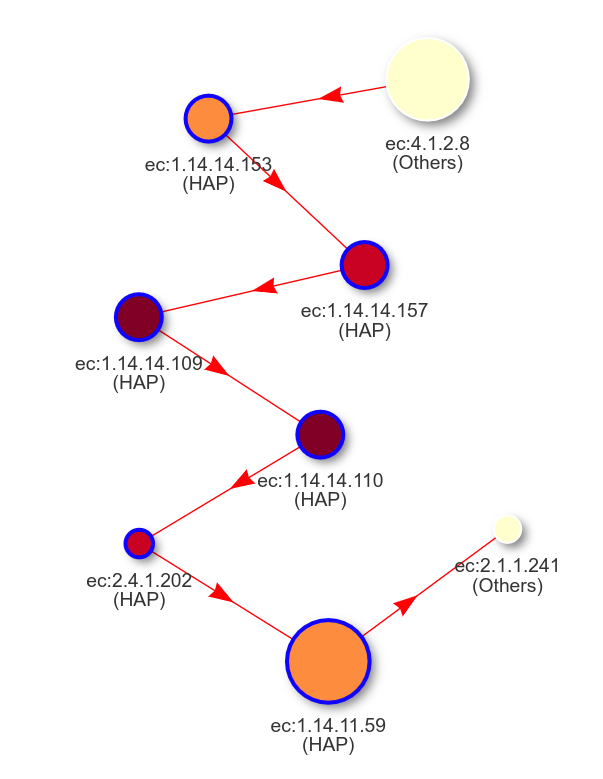 ec:4.1.2.8
(Others)
ec:1.14.14.153
(HAP)
ec:1.14.14.157
(HAP)
ec:1.14.14.109
(HAP)
ec:1.14.14.110
(HAP)
ec:2.1.1.241
(Others)
ec:2.4.1.202
(HAP)
ec:1.14.11.59
(HAP)